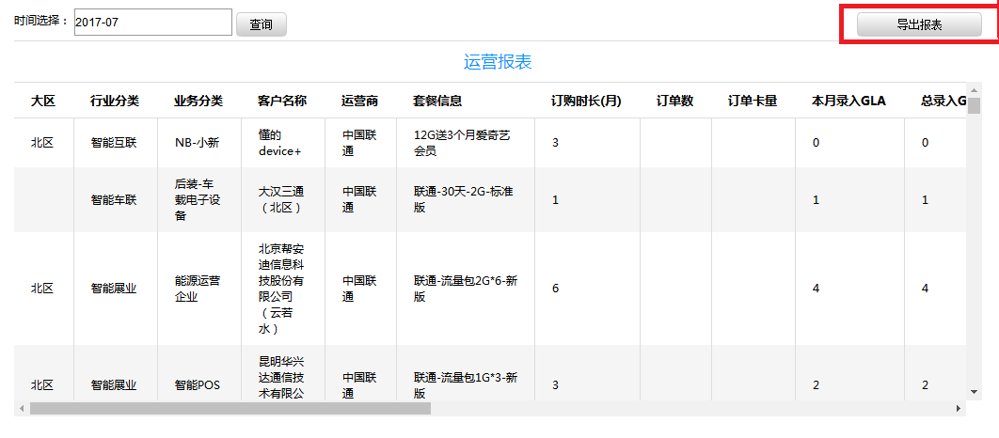 时间选择： 2017-07 查询 导出报表
运营报表
大区 行业分类 业务分类 客户名称 运营商 套餐信息 订购时长(月) 订单数 订单卡量 本月录入GLA 总录入G
北区 智能互联 NB-小新 懂的 中国联 12G送3个月爱奇艺 3 0 0
device+ 通 会员
智能车联 后装-车 大汉三通 中国联 联通-30天-2G-标准 1 1 1
载电子设 （北区） 通 版
备
北区 智能展业 能源运营 北京帮安 中国联 联通-流量包2G*6-新 6 4 4
企业 迪信息科 通 版
技股份有
限公司
（云若
水）
北区 智能展业 智能POS 昆明华兴 中国联 联通-流量包1G*3-新 3 2 2
达通信技 通 版
术有限公